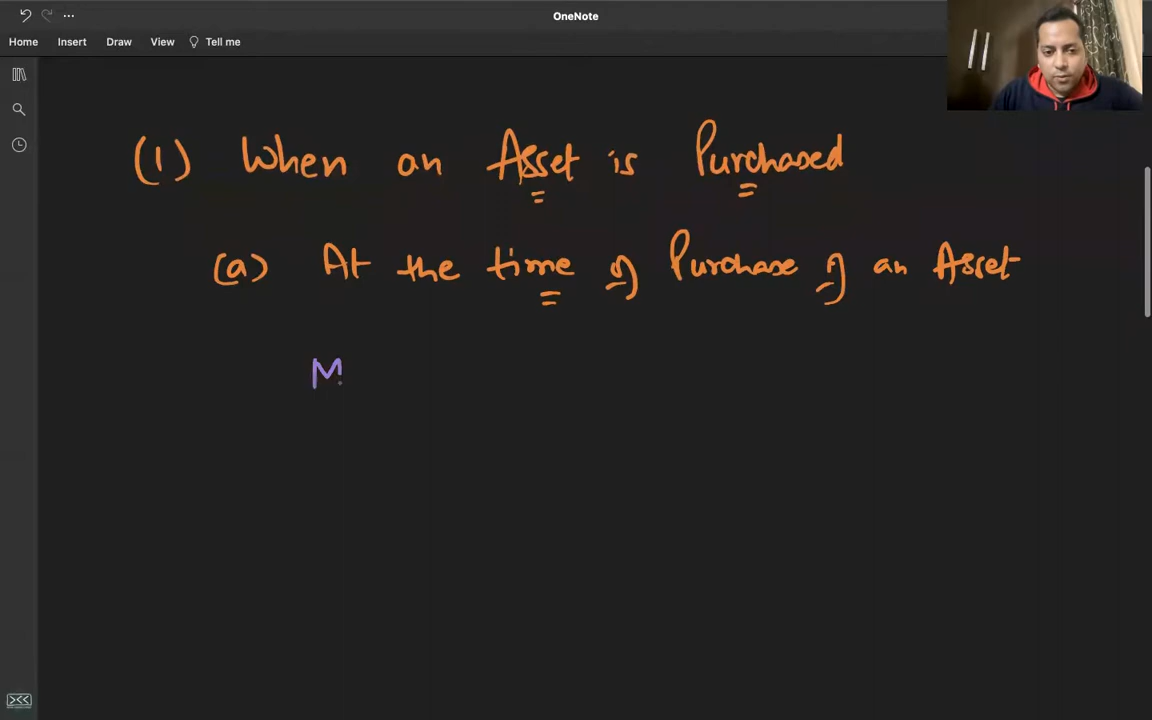 OneNote
Home Insert Draw View Tell me
(1) When an Asset is Purchased
(a) At the time of Purchase of an Asset
M